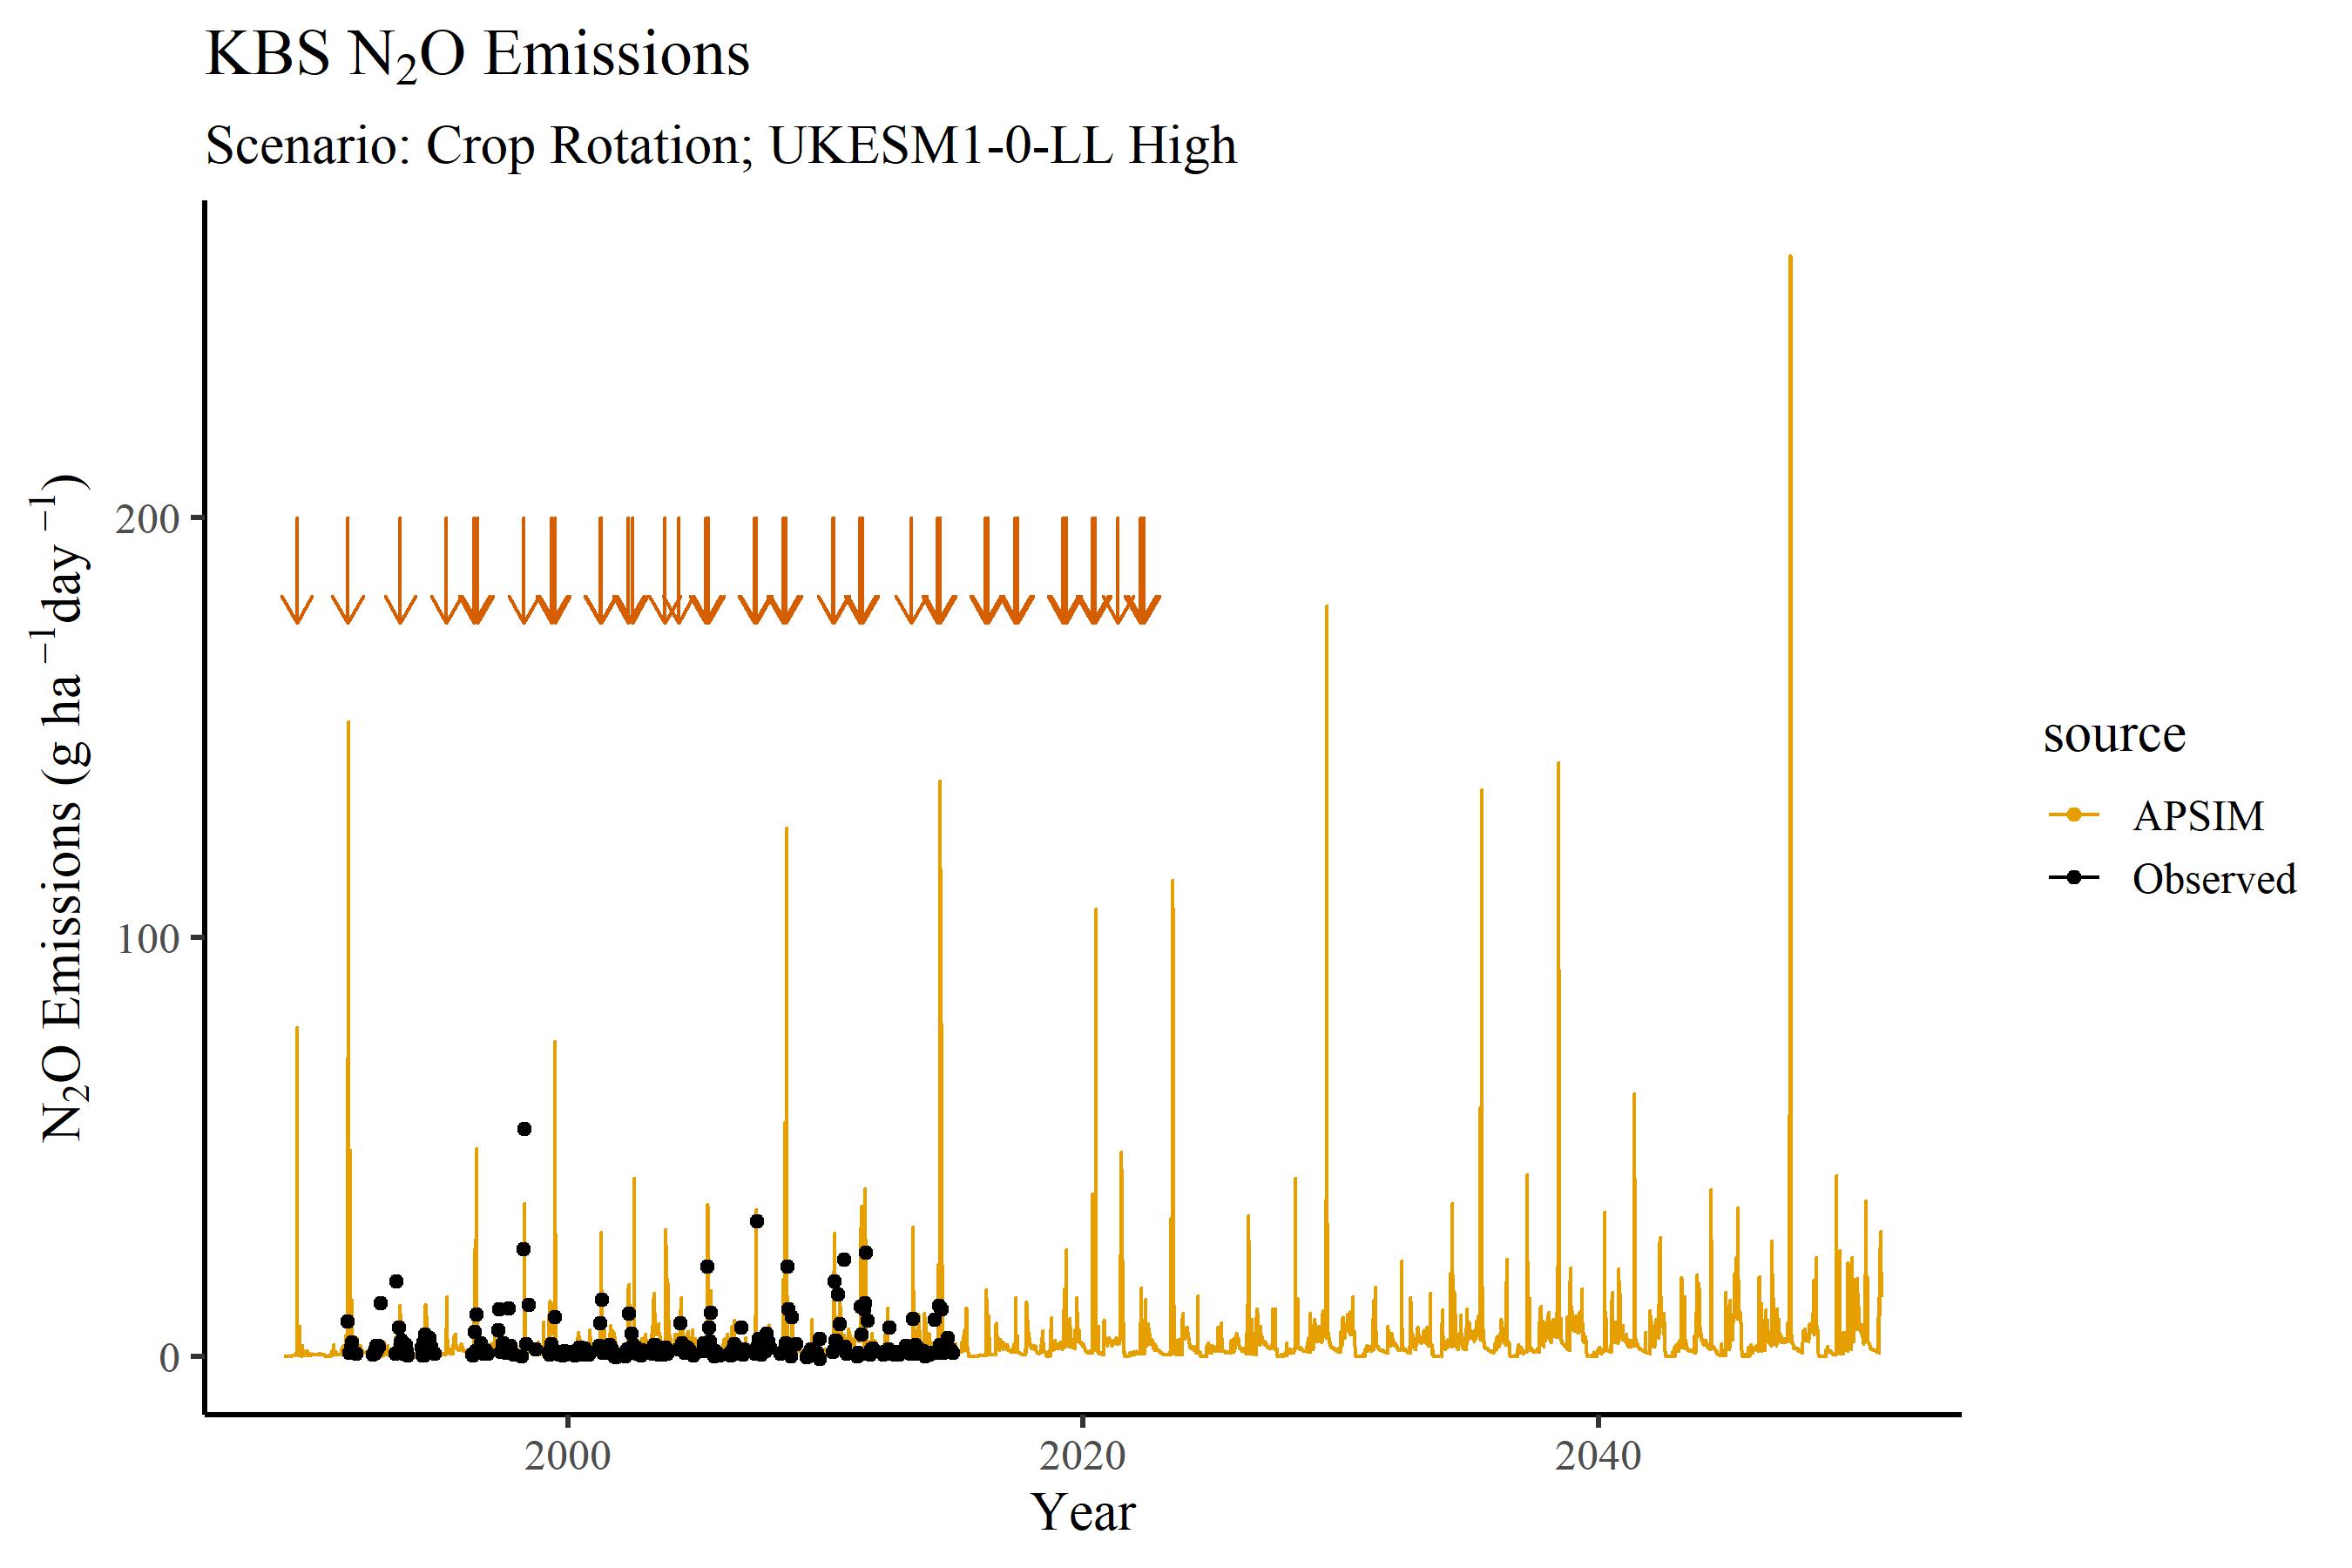 KBS N₂O Emissions
Scenario: Crop Rotation; UKESM1-0-LL High
N₂O Emissions (g ha ⁻¹day ⁻¹)
200
100
0
2000
2020
2040
Year
source
APSIM
Observed